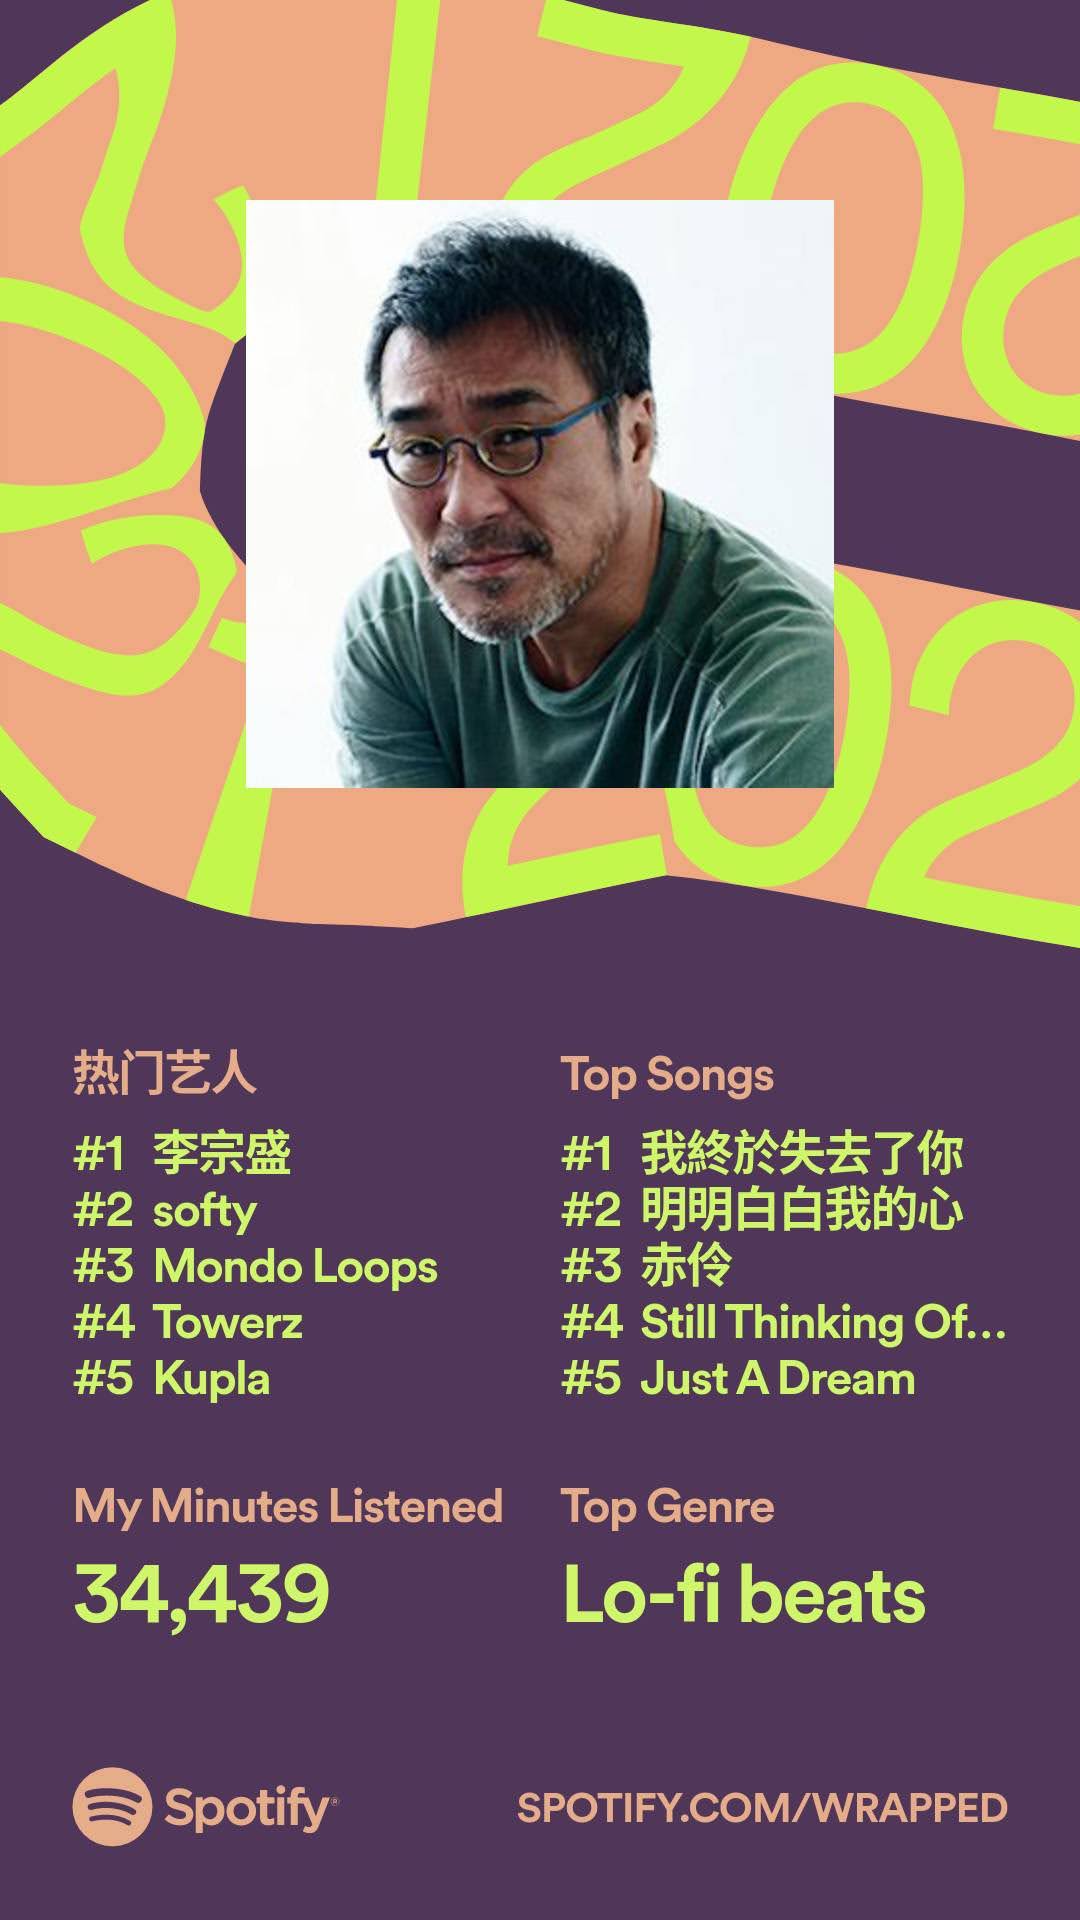 热门艺人
#1 李宗盛
#2 softy
#3 Mondo Loops
#4 Towerz
#5 Kupla
Top Songs
#1 我終於失去了你
#2 明明白白我的心
#3 赤伶
#4 Still Thinking Of...
#5 Just A Dream
My Minutes Listened
34,439
Top Genre
Lo-fi beats
Spotify®
SPOTIFY.COM/WRAPPED